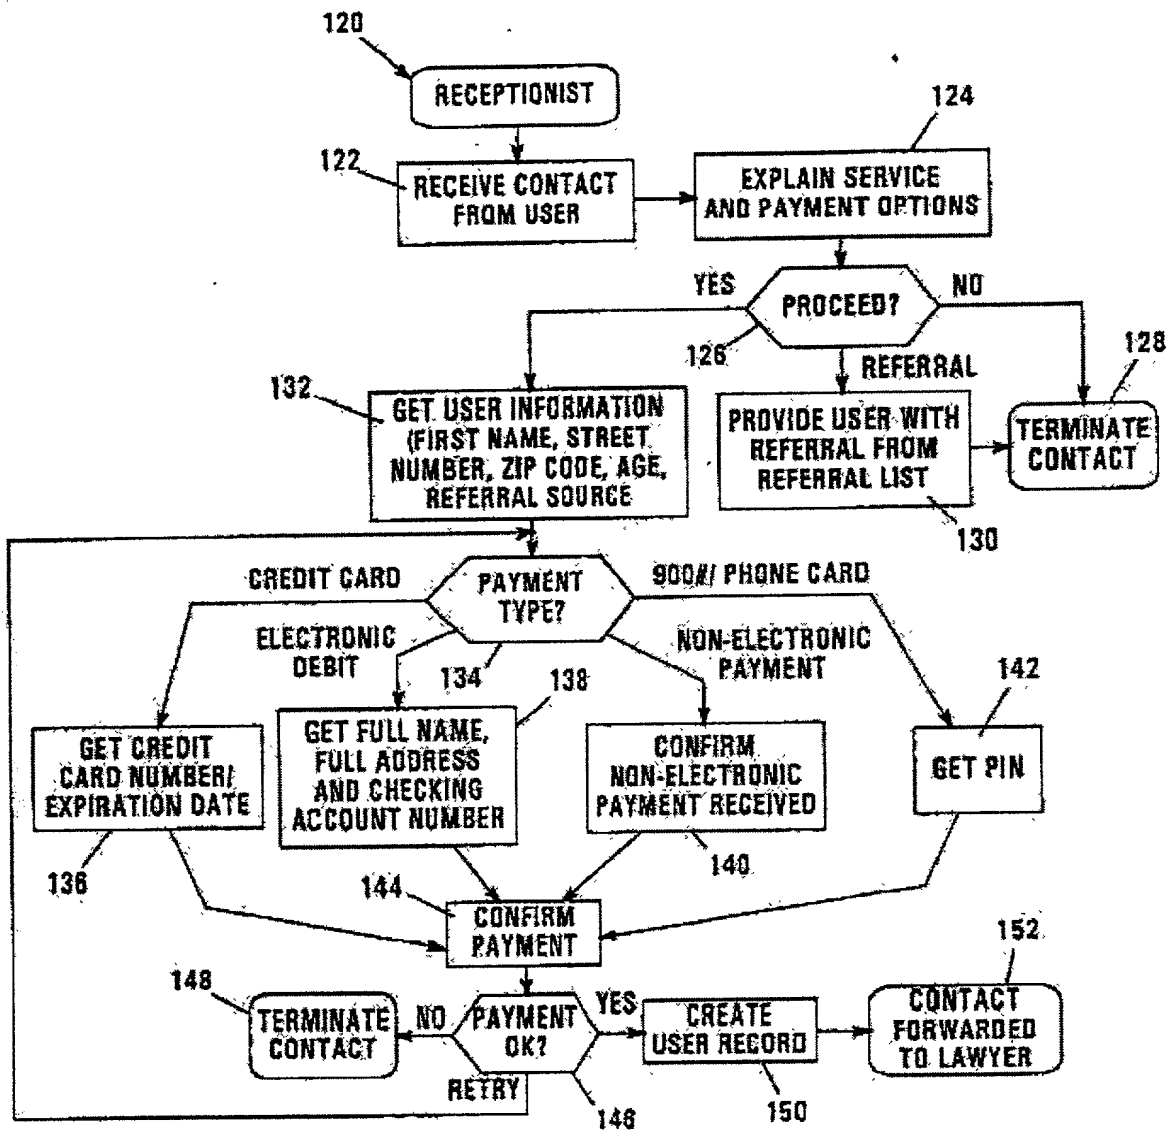 120
RECEPTIONIST
124
122
RECEIVE CONTACT
FROM USER
EXPLAIN SERVICE
AND PAYMENT OPTIONS
YES
PROCEED?
NO
126
REFERRAL
128
132
GET USER INFORMATION
(FIRST NAME, STREET
NUMBER, ZIP CODE, AGE,
REFERRAL SOURCE
PROVIDE USER WITH
REFERRAL FROM
REFERRAL LIST
TERMINATE
CONTACT
130
CREDIT CARD
PAYMENT
TYPE?
900#/ PHONE CARD
ELECTRONIC
DEBIT
134
NON-ELECTRONIC
PAYMENT
138
142
GET CREDIT
CARD NUMBER/
EXPIRATION DATE
GET FULL NAME,
FULL ADDRESS
AND CHECKING
ACCOUNT NUMBER
CONFIRM
NON-ELECTRONIC
PAYMENT RECEIVED
GET PIN
136
140
144
CONFIRM
PAYMENT
152
148
TERMINATE
CONTACT
NO
PAYMENT
OK?
YES
CREATE
USER RECORD
CONTACT
FORWARDED
TO LAWYER
RETRY
146
150